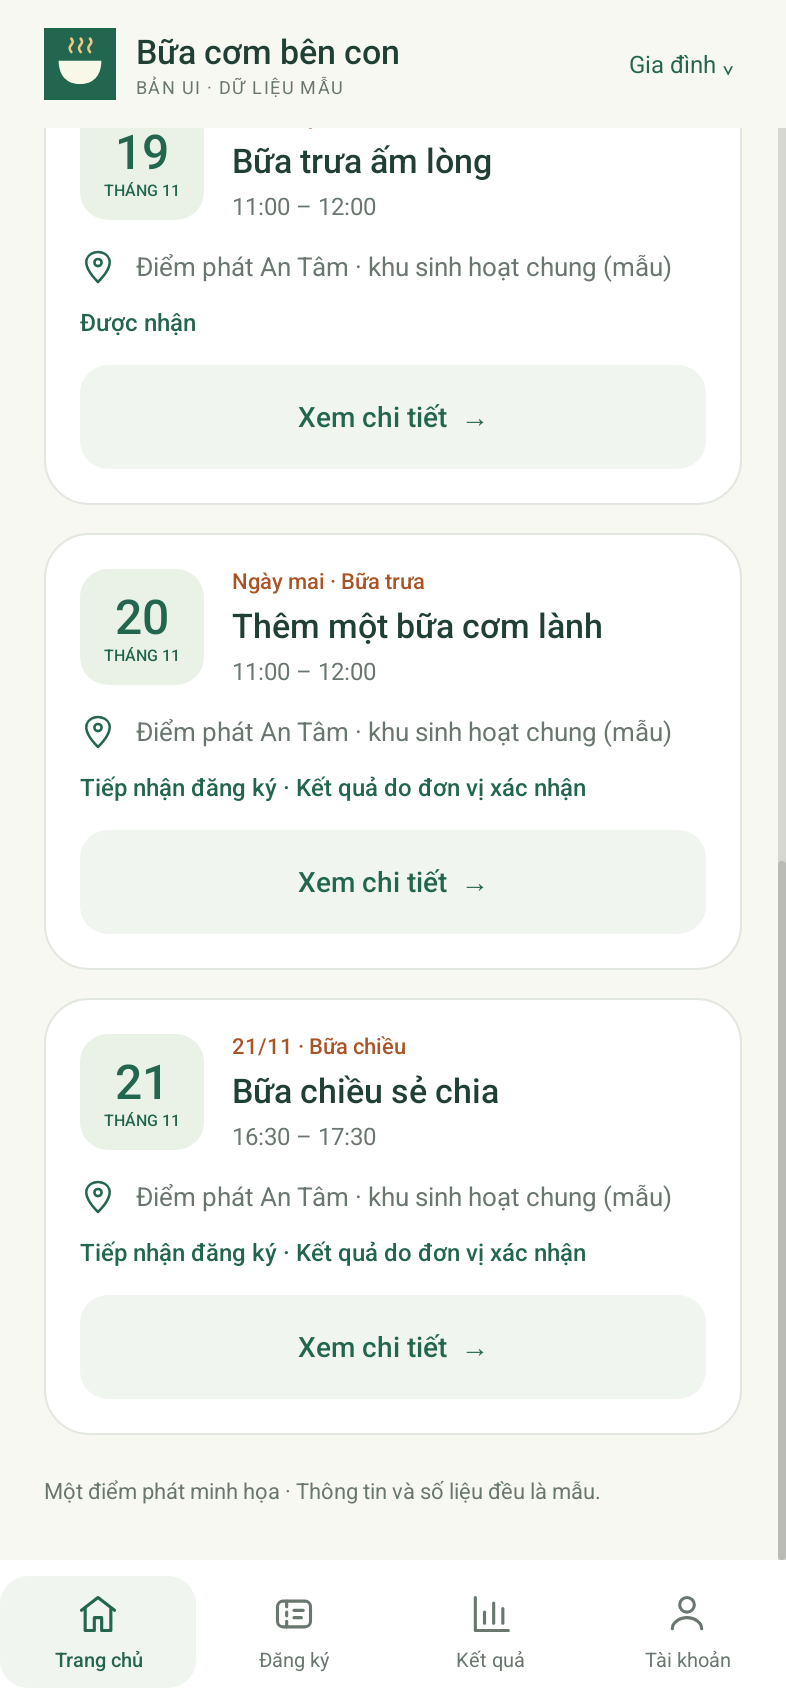 Bữa cơm bên con
BẢN UI · DỮ LIỆU MẪU
Gia đình
19
THÁNG 11
Bữa trưa ấm lòng
11:00 – 12:00
Điểm phát An Tâm · khu sinh hoạt chung (mẫu)
Được nhận
Xem chi tiết →
20
THÁNG 11
Ngày mai · Bữa trưa
Thêm một bữa cơm lành
11:00 – 12:00
Điểm phát An Tâm · khu sinh hoạt chung (mẫu)
Tiếp nhận đăng ký · Kết quả do đơn vị xác nhận
Xem chi tiết →
21
THÁNG 11
21/11 · Bữa chiều
Bữa chiều sẻ chia
16:30 – 17:30
Điểm phát An Tâm · khu sinh hoạt chung (mẫu)
Tiếp nhận đăng ký · Kết quả do đơn vị xác nhận
Xem chi tiết →
Một điểm phát minh họa · Thông tin và số liệu đều là mẫu.
Trang chủ
Đăng ký
Kết quả
Tài khoản